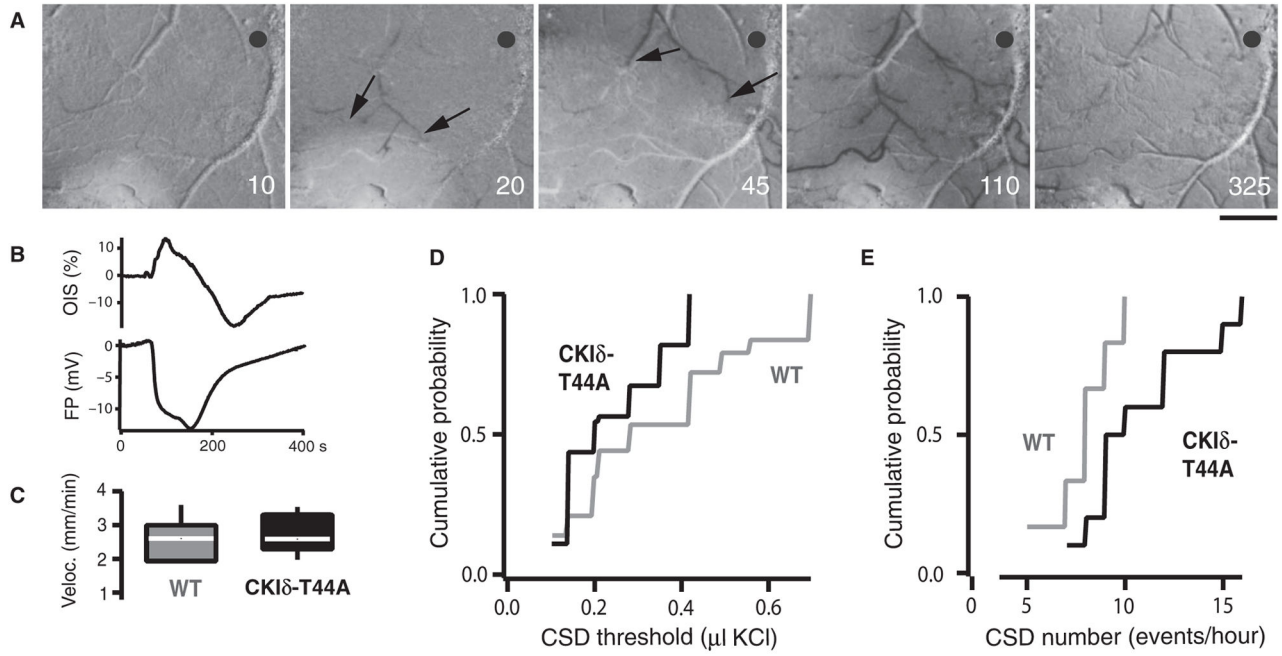 A
10
20
45
110
325
B
OIS (%)
10
0
−10
FP (mV)
0
−5
−10
0
200
400 s
C
Veloc. (mm/min)
4
3
2
1
WT
CKIδ-T44A
D
Cumulative probability
1.0
0.5
0.0
CKIδ-
T44A
WT
0.0
0.2
0.4
0.6
CSD threshold (μl KCl)
E
Cumulative probability
1.0
0.5
0.0
WT
CKIδ-
T44A
0
5
10
15
CSD number (events/hour)